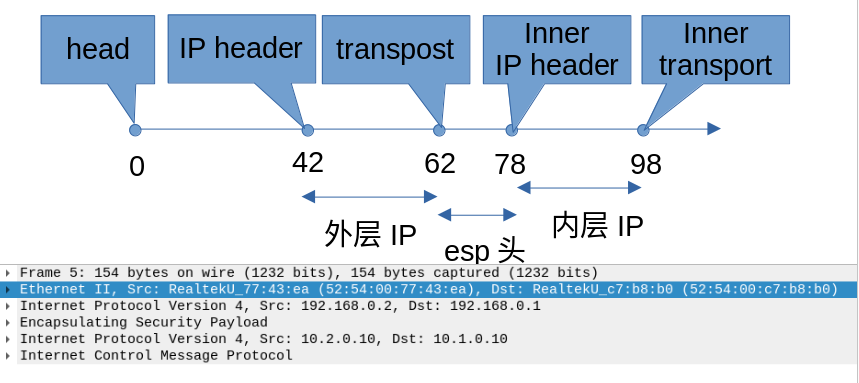 head
IP header
transpost
Inner
IP header
Inner
transport
0
42
62
78
98
外层 IP
esp 头
内层 IP
Frame 5: 154 bytes on wire (1232 bits), 154 bytes captured (1232 bits)
Ethernet II, Src: RealtekU_77:43:ea (52:54:00:77:43:ea), Dst: RealtekU_c7:b8:b0 (52:54:00:c7:b8:b0)
Internet Protocol Version 4, Src: 192.168.0.2, Dst: 192.168.0.1
Encapsulating Security Payload
Internet Protocol Version 4, Src: 10.2.0.10, Dst: 10.1.0.10
Internet Control Message Protocol